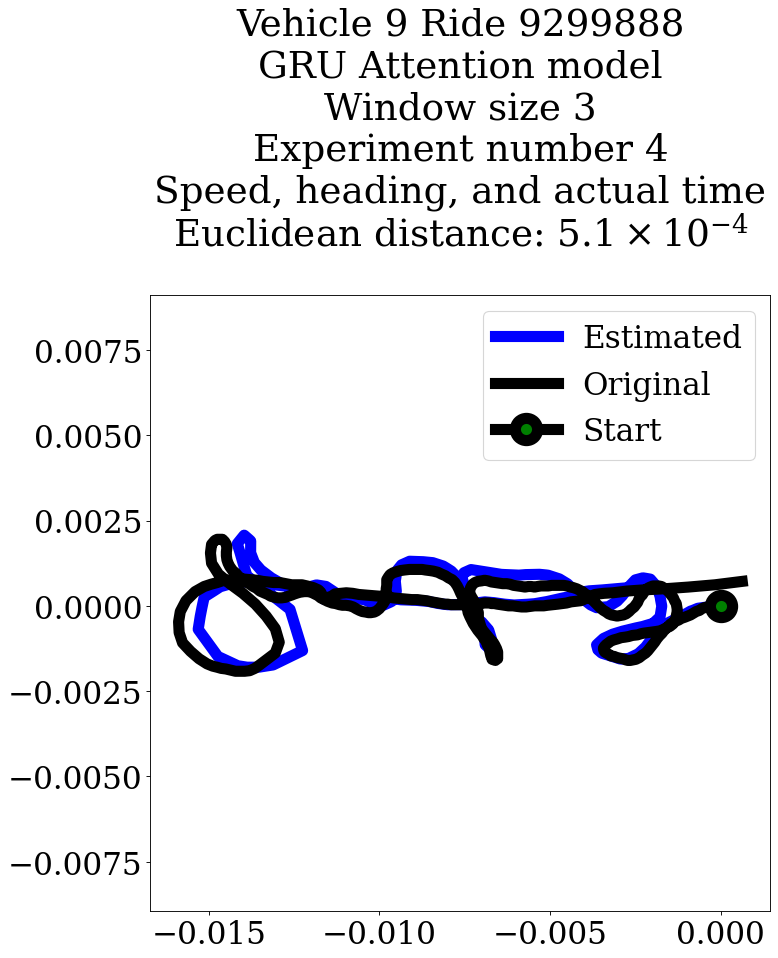 Vehicle 9 Ride 9299888
GRU Attention model
Window size 3
Experiment number 4
Speed, heading, and actual time
Euclidean distance: 5.1 × 10⁻⁴
Estimated
Original
Start
0.0075
0.0050
0.0025
0.0000
−0.0025
−0.0050
−0.0075
−0.015 −0.010 −0.005 0.000